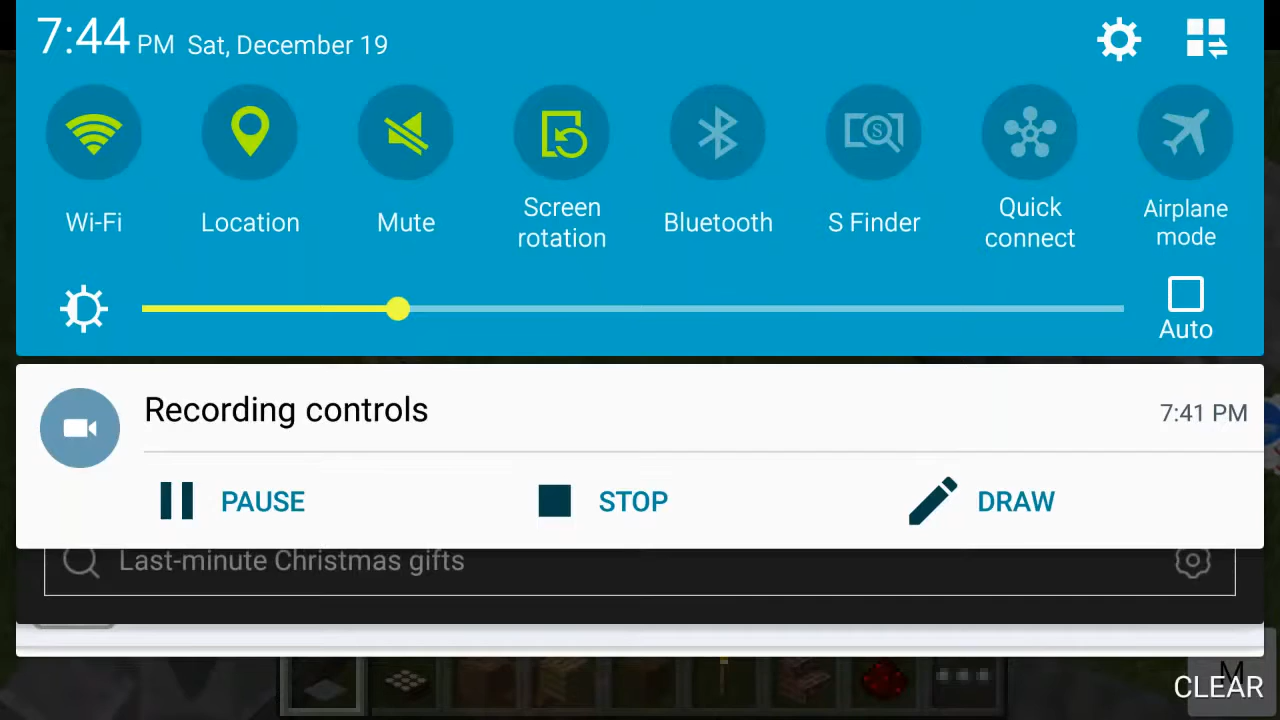 7:44 PM Sat, December 19
Wi-Fi
Location
Mute
Screen
rotation
Bluetooth
S Finder
Quick
connect
Airplane
mode
Auto
Recording controls
7:41 PM
PAUSE
STOP
DRAW
Last-minute Christmas gifts
M
CLEAR